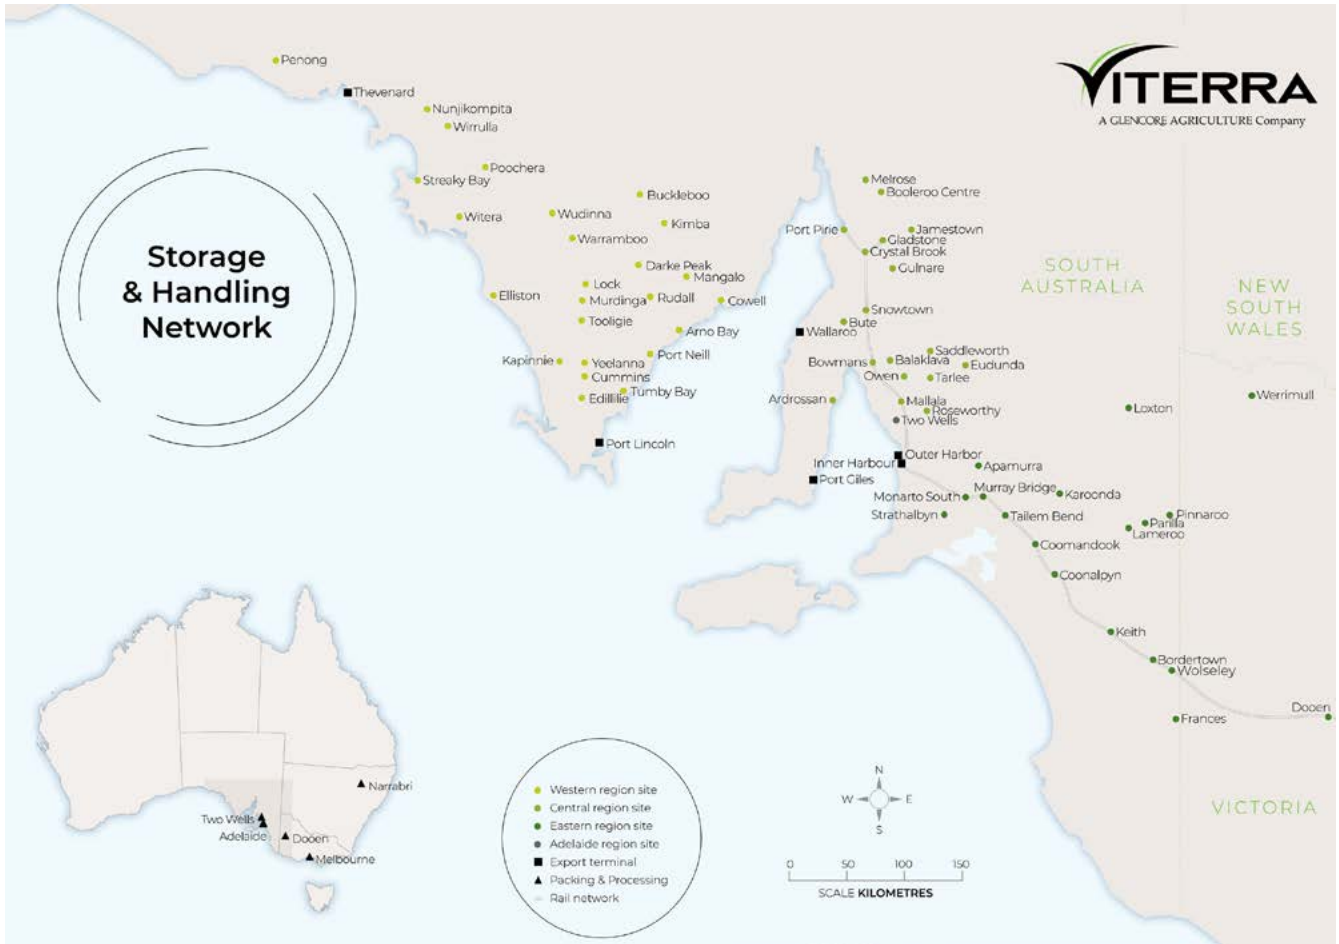 VITERRA
A GLENCORE AGRICULTURE Company
Storage
& Handling
Network
Penong
Thevenard
Nunjikompita
Wirrulla
Poochera
Streaky Bay
Witera
Wudinna
Warramboo
Buckleboo
Kimba
Darke Peak
Mangalo
Lock
Murdinga
Rudall
Cowell
Elliston
Tooligie
Arno Bay
Kapinnie
Yeelanna
Port Neill
Cummins
Tumby Bay
Edillilie
Port Lincoln
Melrose
Booleroo Centre
Port Pirie
Jamestown
Gladstone
Crystal Brook
Gulnare
Snowtown
Bute
Wallaroo
Saddleworth
Bowmans
Balaklava
Eudunda
Owen
Tarlee
Ardrossan
Mallala
Roseworthy
Two Wells
Outer Harbor
Inner Harbour
Port Giles
Apamurra
Monarto South
Murray Bridge
Karoonda
Strathalbyn
Tailem Bend
Pinnaroo
Parilla
Lameroo
Coomandook
Coonalpyn
Keith
Bordertown
Wolseley
Frances
Dooen
Loxton
Werrimull
SOUTH
AUSTRALIA
NEW
SOUTH
WALES
VICTORIA
Narrabri
Two Wells
Adelaide
Dooen
Melbourne
Western region site
Central region site
Eastern region site
Adelaide region site
Export terminal
Packing & Processing
Rail network
N
W
E
S
0 50 100 150
SCALE KILOMETRES